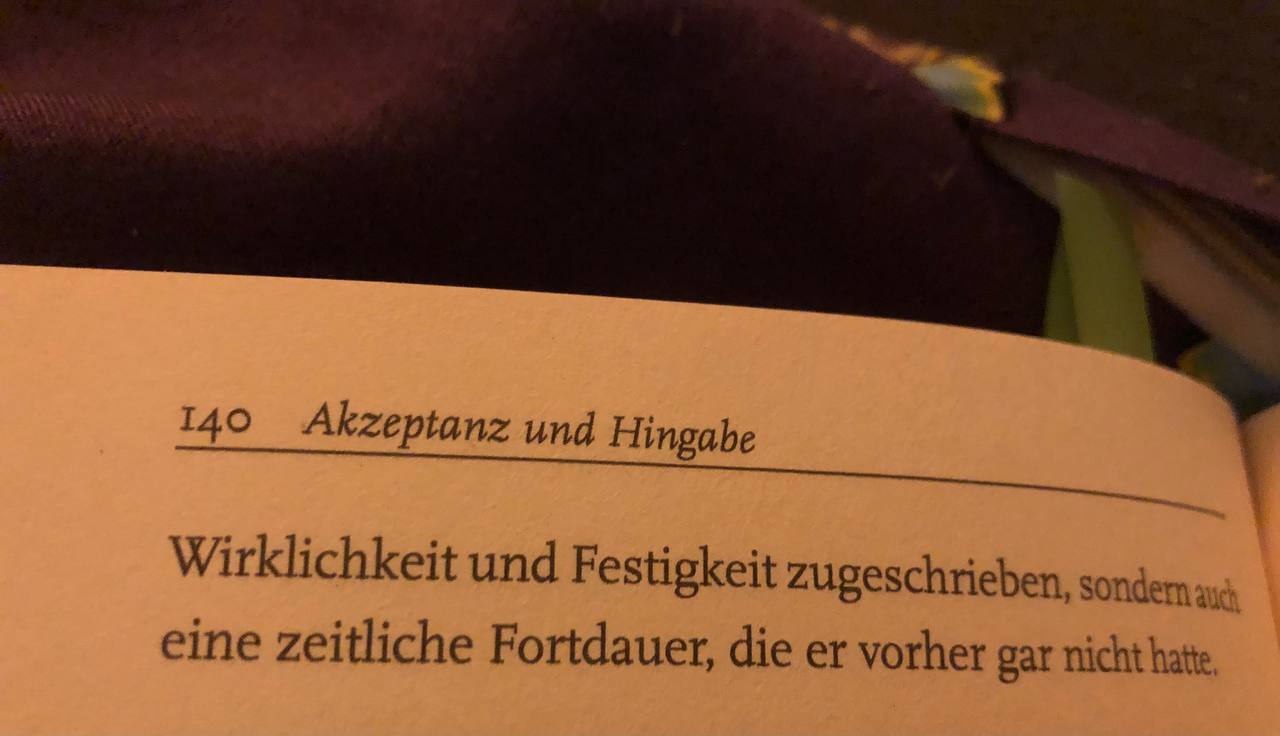 140 Akzeptanz und Hingabe
Wirklichkeit und Festigkeit zugeschrieben, sondern auch
eine zeitliche Fortdauer, die er vorher gar nicht hatte.